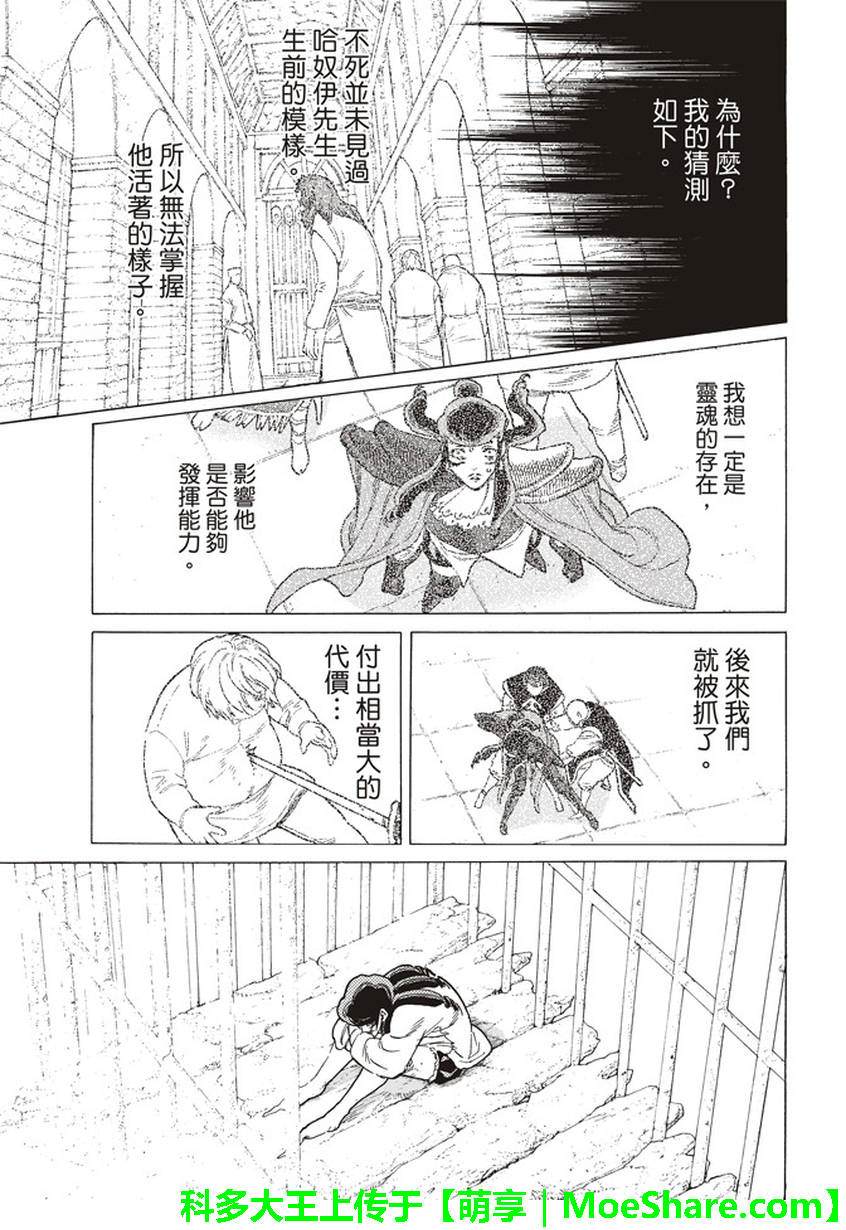 為什麼?
我的猜測
如下。
不死並未見過
哈奴伊先生
生前的模樣。
所以無法掌握
他活著的樣子。
我想一定是
靈魂的存在，
影響他
是否能夠
發揮能力。
後來我們
就被抓了。
付出相當大的
代價…
科多大王上传于【萌享｜MoeShare.com】